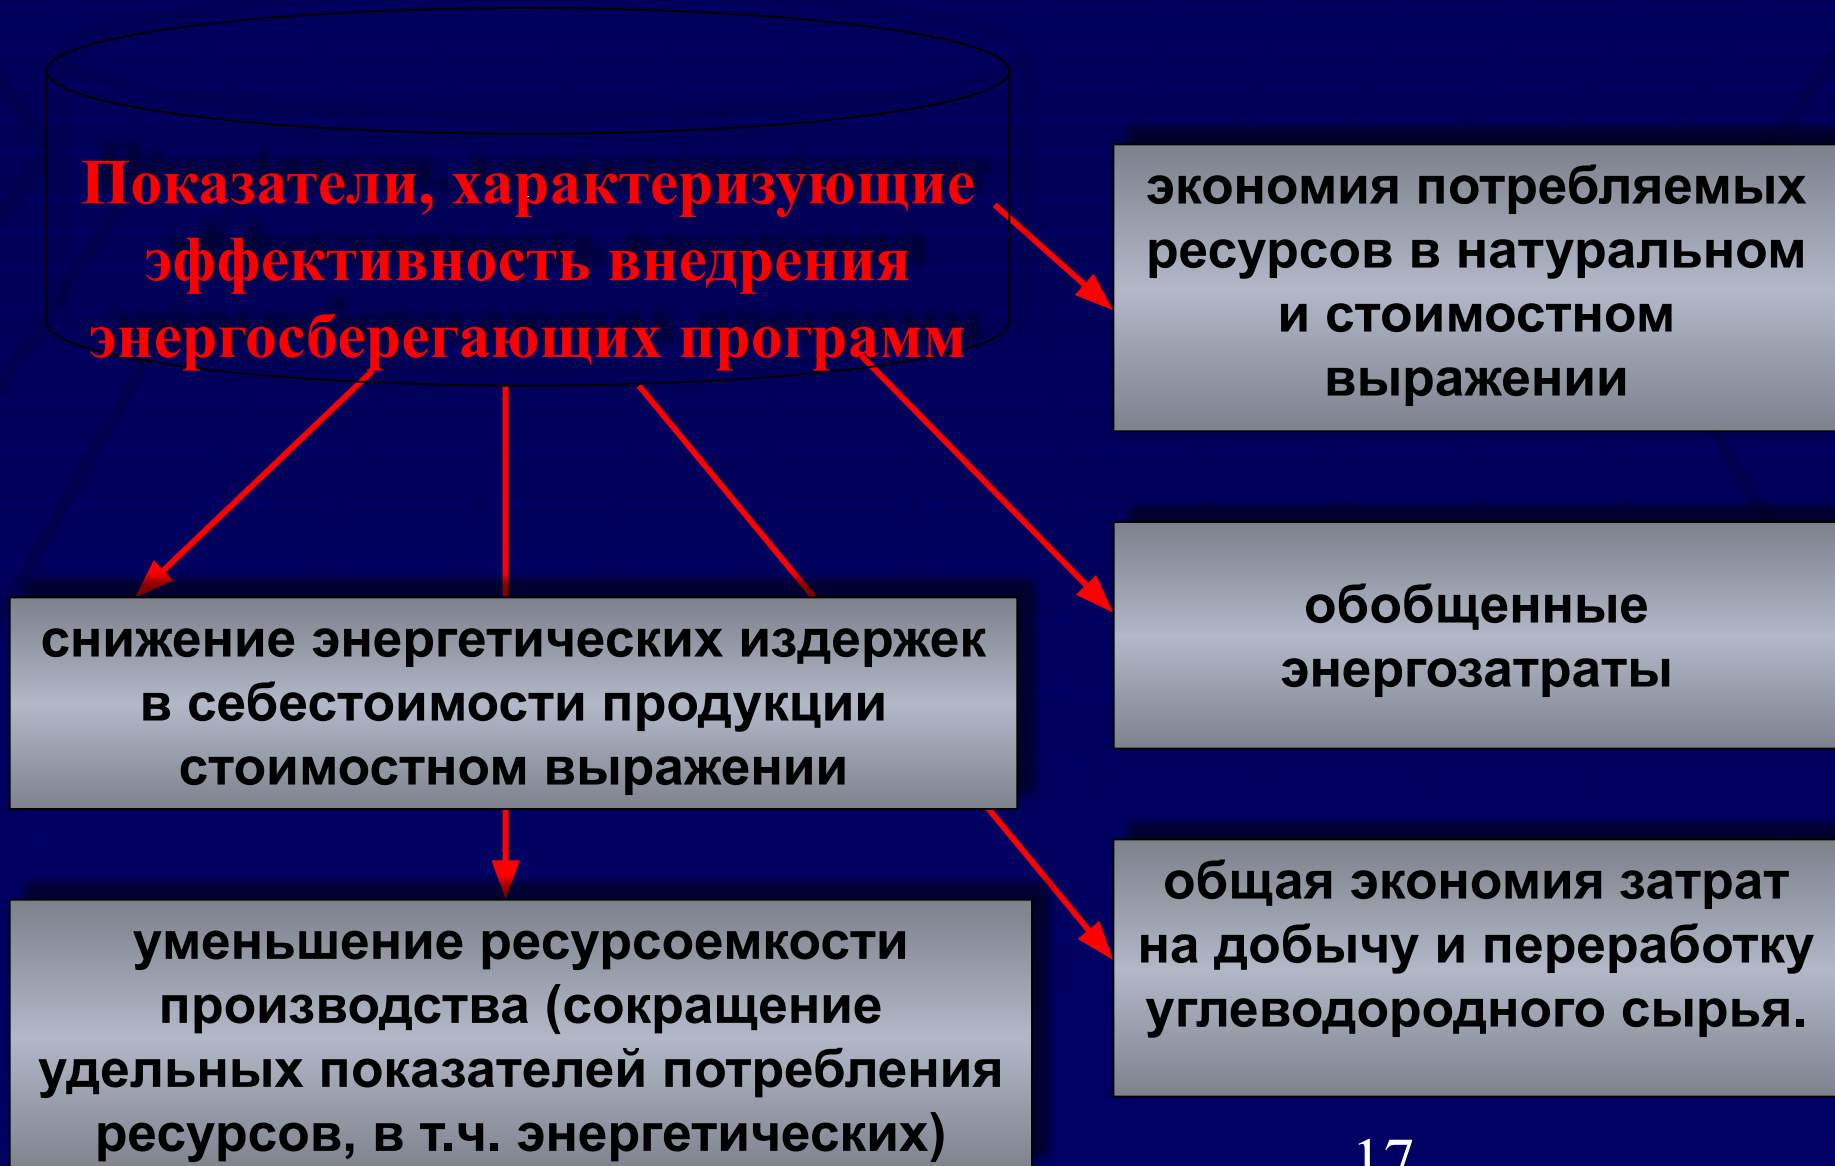 Показатели, характеризующие
эффективность внедрения
энергосберегающих программ
экономия потребляемых
ресурсов в натуральном
и стоимостном
выражении
обобщенные
энергозатраты
снижение энергетических издержек
в себестоимости продукции
стоимостном выражении
общая экономия затрат
на добычу и переработку
углеводородного сырья.
уменьшение ресурсоемкости
производства (сокращение
удельных показателей потребления
ресурсов, в т.ч. энергетических)
17